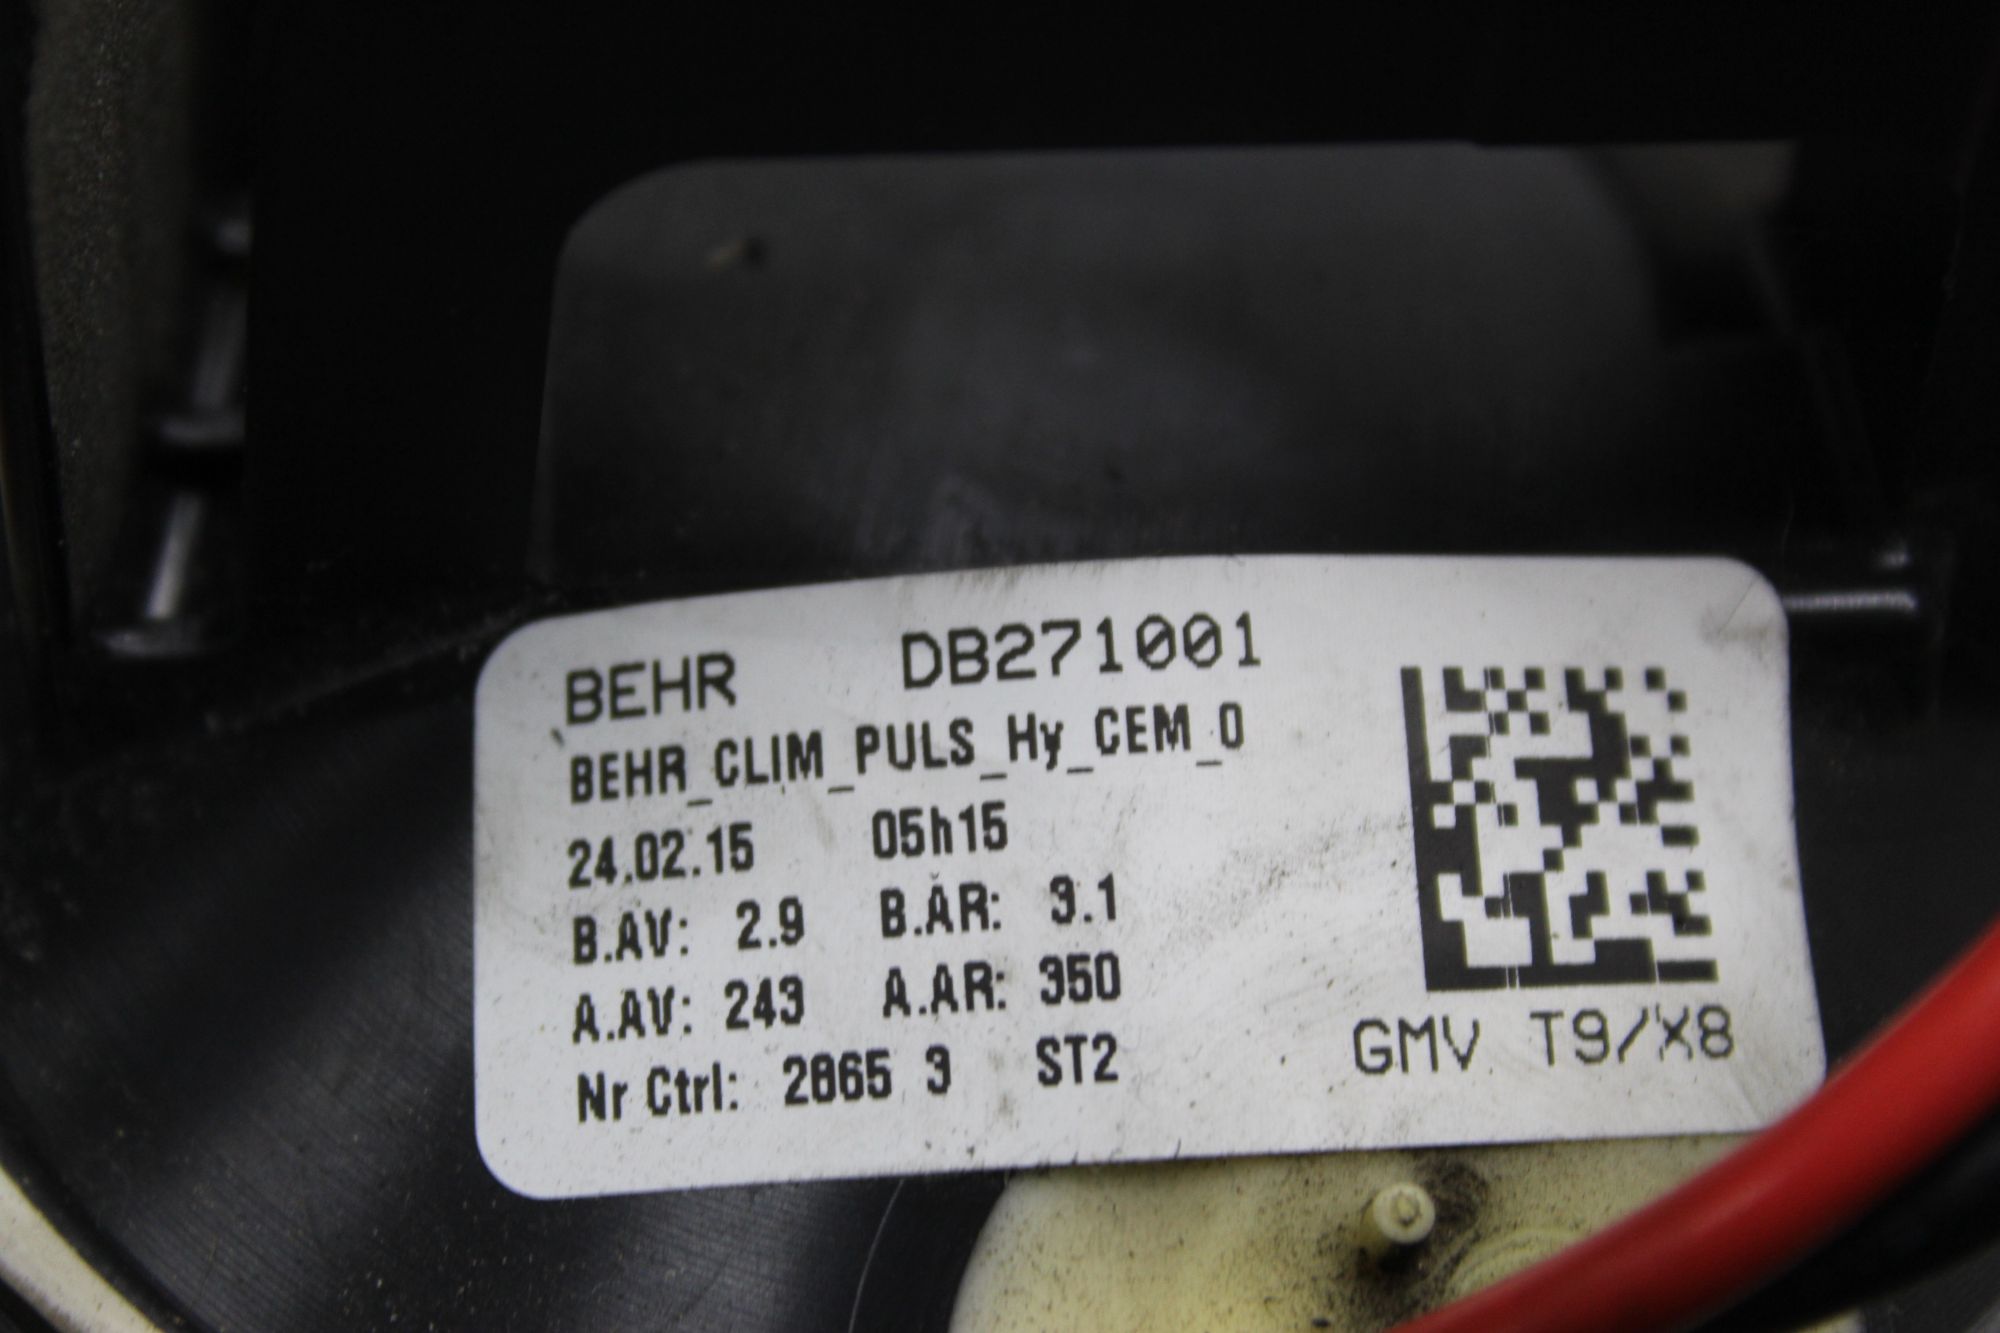 BEHR DB271001
BEHR_CLIM_PULS_Hy_CEM_0
24.02.15 05h15
B.AV: 2.9 B.AR: 3.1
A.AV: 243 A.AR: 350
Nr Ctrl: 2865 3 ST2
GMV T9/X8